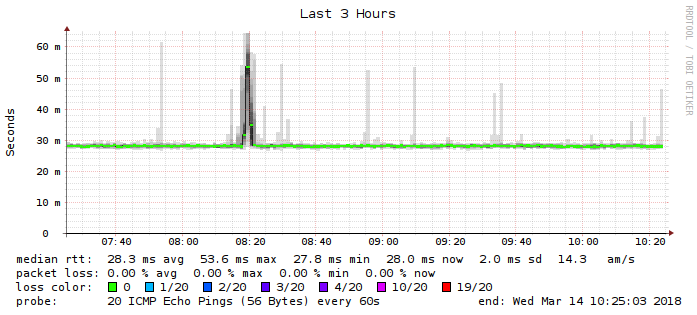 Last 3 Hours
RRDTOOL / TOBI OETIKER
Seconds
60 m
50 m
40 m
30 m
20 m
10 m
0
07:40 08:00 08:20 08:40 09:00 09:20 09:40 10:00 10:20
median rtt: 28.3 ms avg 53.6 ms max 27.8 ms min 28.0 ms now 2.0 ms sd 14.3 am/s
packet loss: 0.00 % avg 0.00 % max 0.00 % min 0.00 % now
loss color: 0 1/20 2/20 3/20 4/20 10/20 19/20
probe: 20 ICMP Echo Pings (56 Bytes) every 60s end: Wed Mar 14 10:25:03 2018